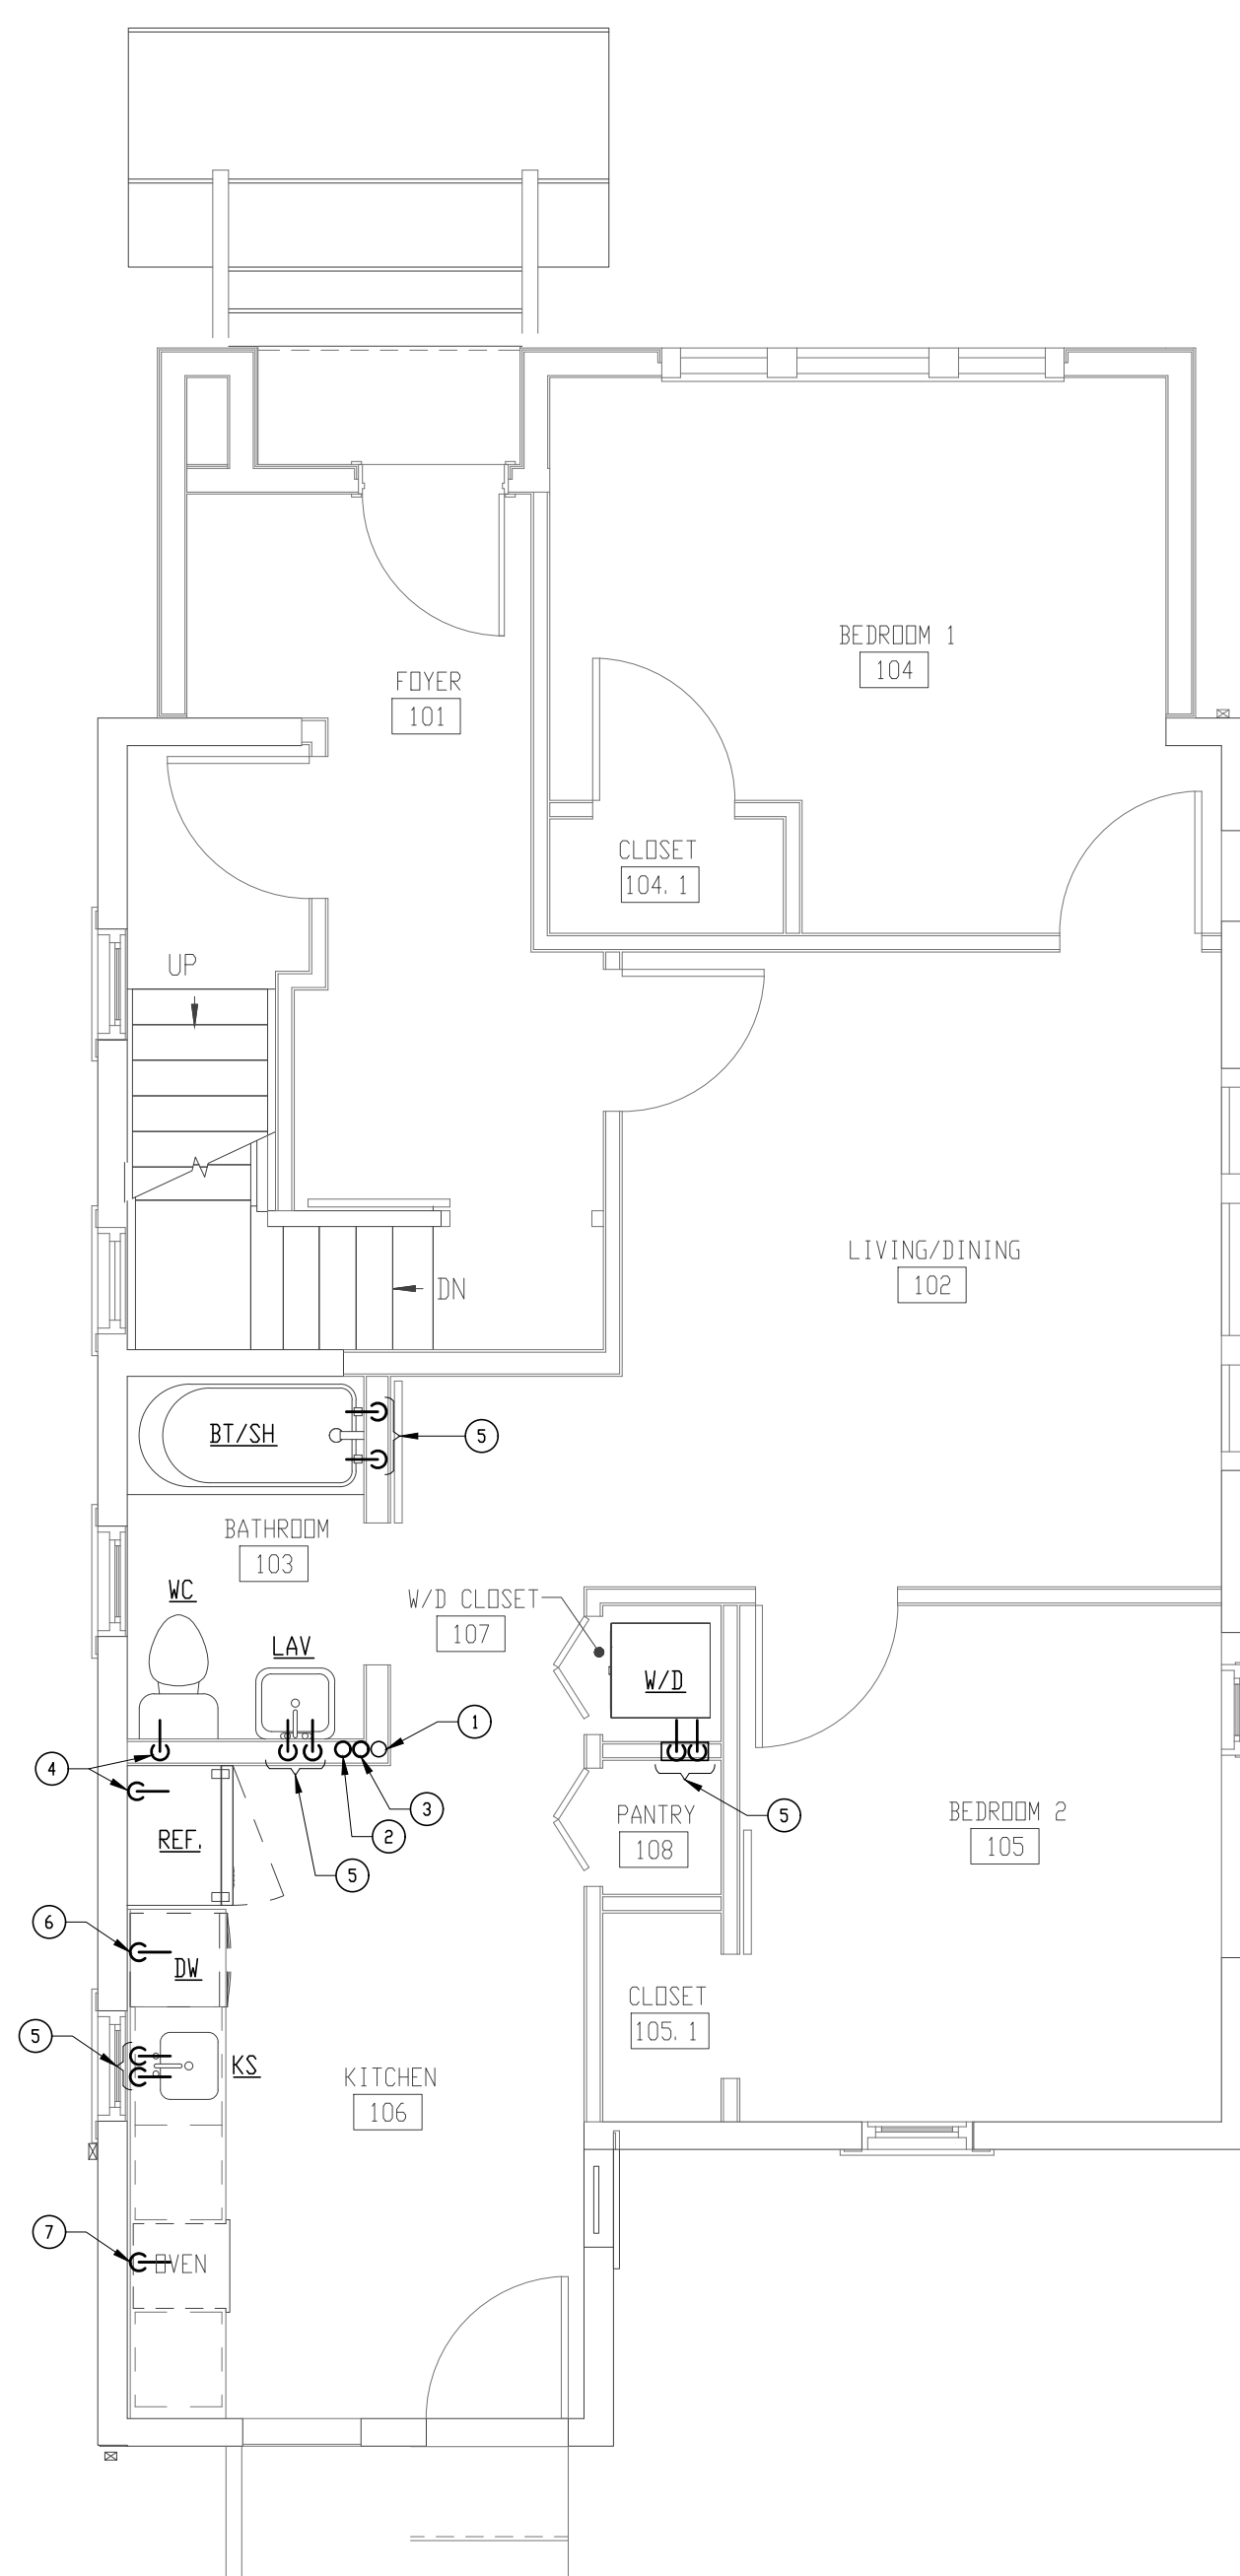 BEDROOM 1
104
FOYER
101
CLOSET
104.1
UP
LIVING/DINING
102
DN
BT/SH
5
BATHROOM
103
WC
W/D CLOSET
107
LAV
W/D
1
4
3
2
5
REF.
PANTRY
108
5
BEDROOM 2
105
6
DW
CLOSET
105.1
5
KS
KITCHEN
106
7
OVEN